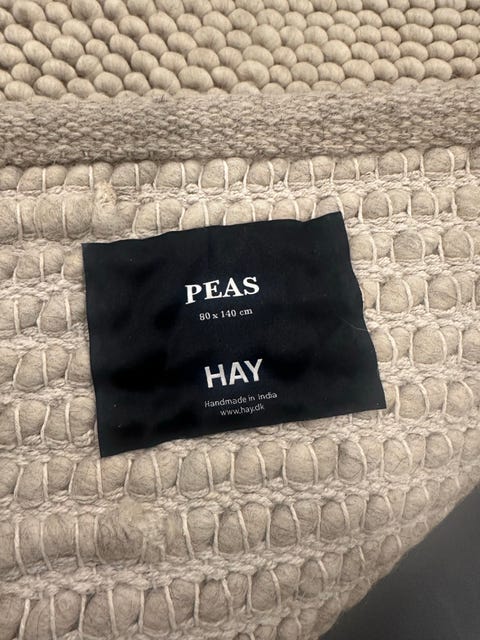 PEAS
80 x 140 cm
HAY
Handmade in India
www.hay.dk